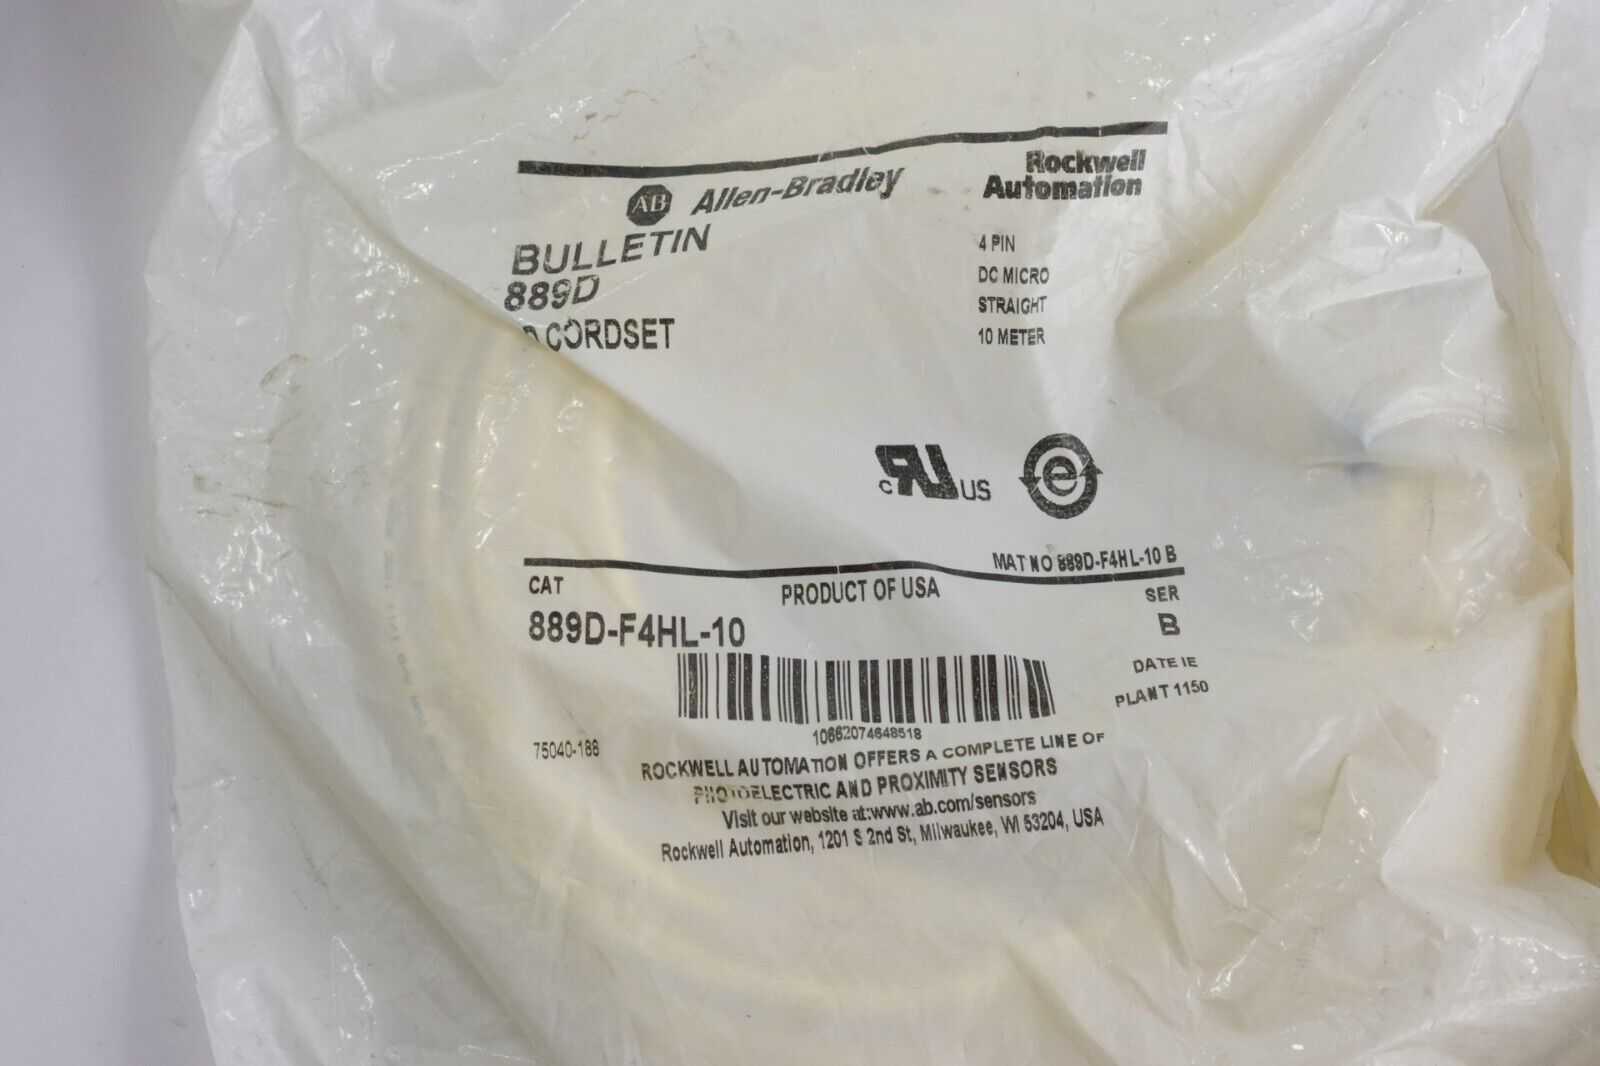 AB Allen-Bradley
Rockwell
Automation
BULLETIN
889D
CORDSET
4 PIN
DC MICRO
STRAIGHT
10 METER
c US
e
MAT NO 889D-F4HL-10 B
CAT
PRODUCT OF USA
SER
889D-F4HL-10
B
DATE IE
PLANT 1150
10662074648518
75040-188
ROCKWELL AUTOMATION OFFERS A COMPLETE LINE OF
PHOTOELECTRIC AND PROXIMITY SENSORS
Visit our website at:www.ab.com/sensors
Rockwell Automation, 1201 S 2nd St, Milwaukee, WI 53204, USA